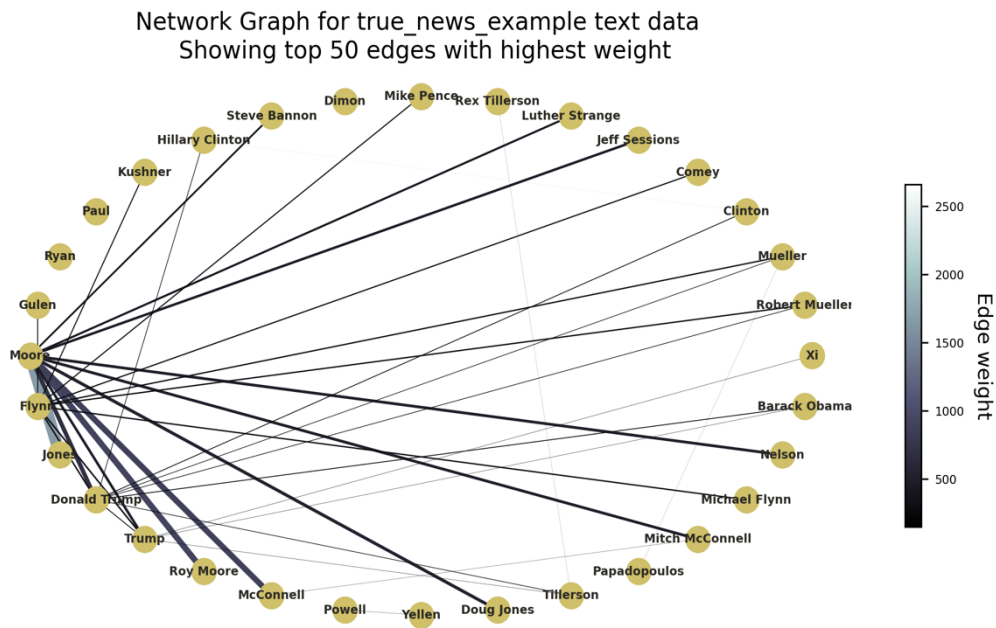 Network Graph for true_news_example text data
Showing top 50 edges with highest weight
Dimon
Mike Pence
Rex Tillerson
Steve Bannon
Luther Strange
Hillary Clinton
Jeff Sessions
Kushner
Comey
Paul
Clinton
Ryan
Mueller
Gulen
Robert Mueller
Moore
Xi
Flynn
Barack Obama
Jones
Nelson
Donald Trump
Michael Flynn
Trump
Mitch McConnell
Roy Moore
Papadopoulos
McConnell
Tillerson
Powell
Yellen
Doug Jones
2500
2000
1500
1000
500
Edge weight